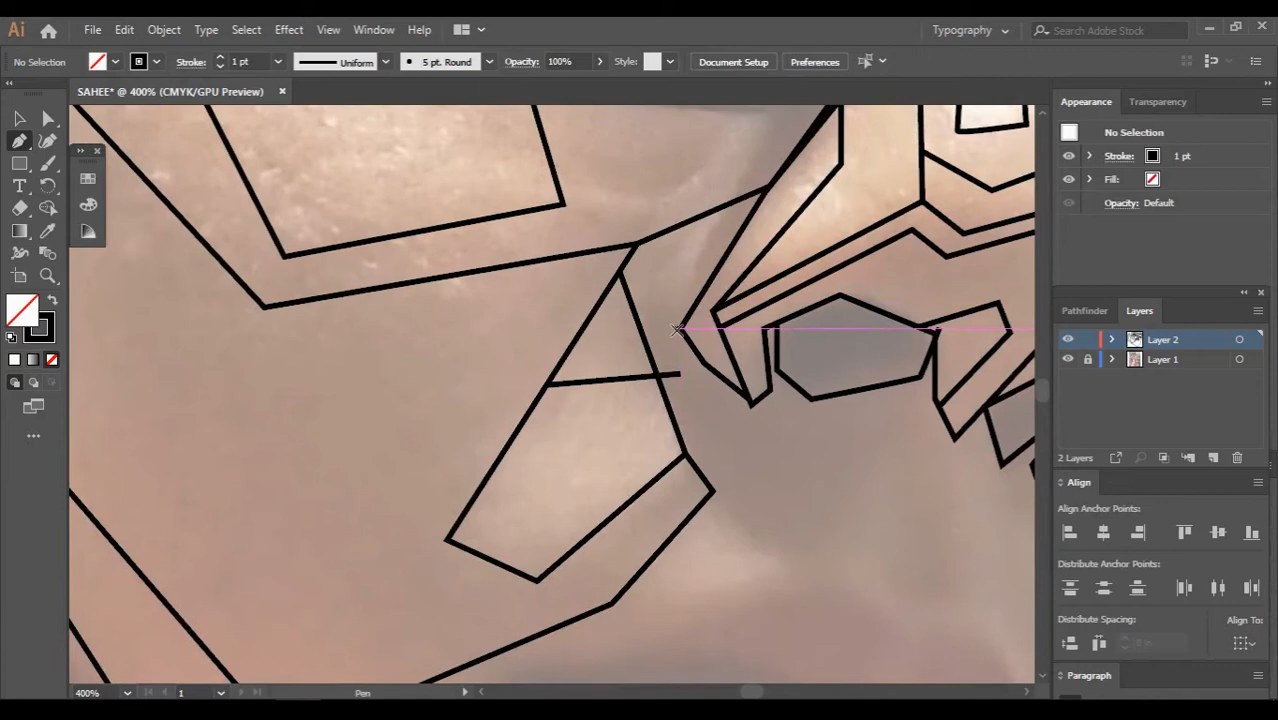 Ai File Edit Object Type Select Effect View Window Help Typography Search Adobe Stock
No Selection Stroke: 1 pt Uniform 5 pt. Round Opacity: 100% Style: Document Setup Preferences
SAHEE* @ 400% (CMYK/GPU Preview)
Appearance Transparency
No Selection
Stroke: 1 pt
Fill:
Opacity: Default
Pathfinder Layers
Layer 2
Layer 1
2 Layers
Align
Align Anchor Points:
Distribute Anchor Points:
Distribute Spacing: Align To:
Paragraph
400% 1 Pen